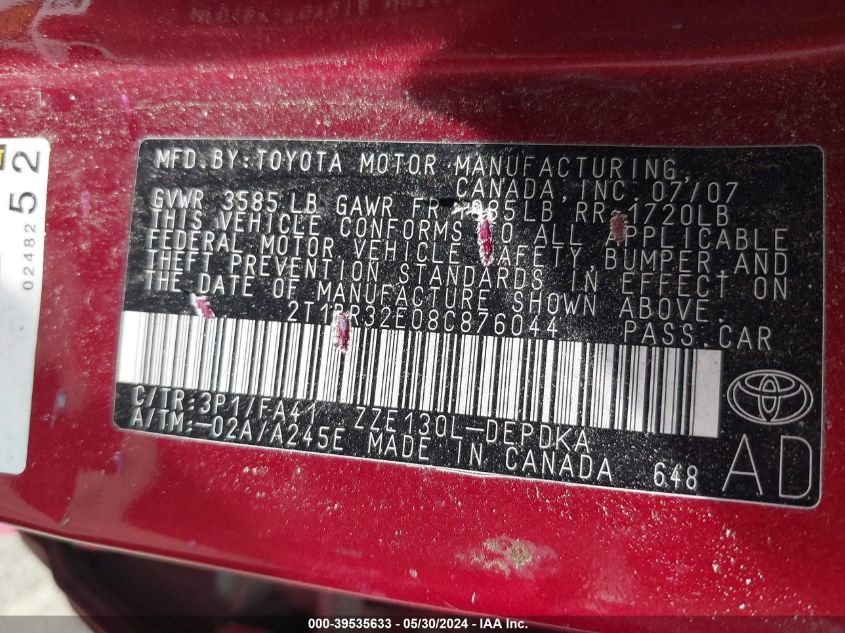 52
02482
MFD. BY: TOYOTA MOTOR MANUFACTURING,
CANADA, INC. 07/07
GVWR 3585LB GAWR FR RR 1720LB
THIS VEHICLE CONFORMS TO ALL APPLICABLE
FEDERAL MOTOR VEHICLE SAFETY, BUMPER, AND
THEFT PREVENTION STANDARDS IN EFFECT ON
THE DATE OF MANUFACTURE SHOWN ABOVE.
2T1BR32E08C876044 PASS. CAR
C/TR: 3P1/FA41 ZZE130L-DEPDKA
A/TM: -02A/A245E MADE IN CANADA 648
AD
000-39535633 - 05/30/2024 - IAA Inc.